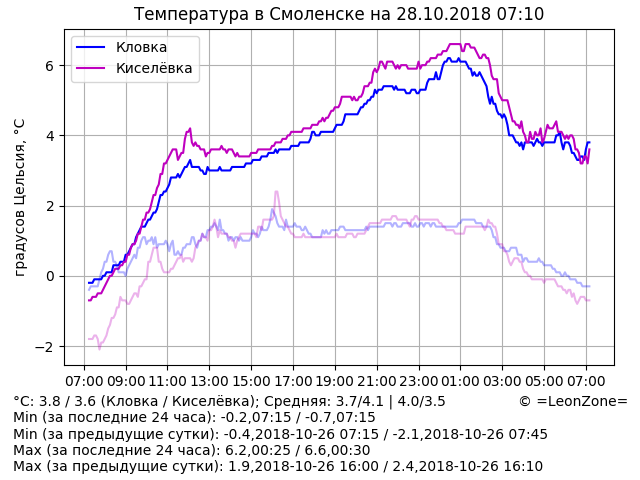 Температура в Смоленске на 28.10.2018 07:10
Кловка
Киселёвка
градусов Цельсия, °C
6
4
2
0
−2
07:00 09:00 11:00 13:00 15:00 17:00 19:00 21:00 23:00 01:00 03:00 05:00 07:00
°C: 3.8 / 3.6 (Кловка / Киселёвка); Средняя: 3.7/4.1 | 4.0/3.5 © =LeonZone=
Min (за последние 24 часа): -0.2,07:15 / -0.7,07:15
Min (за предыдущие сутки): -0.4,2018-10-26 07:15 / -2.1,2018-10-26 07:45
Max (за последние 24 часа): 6.2,00:25 / 6.6,00:30
Max (за предыдущие сутки): 1.9,2018-10-26 16:00 / 2.4,2018-10-26 16:10